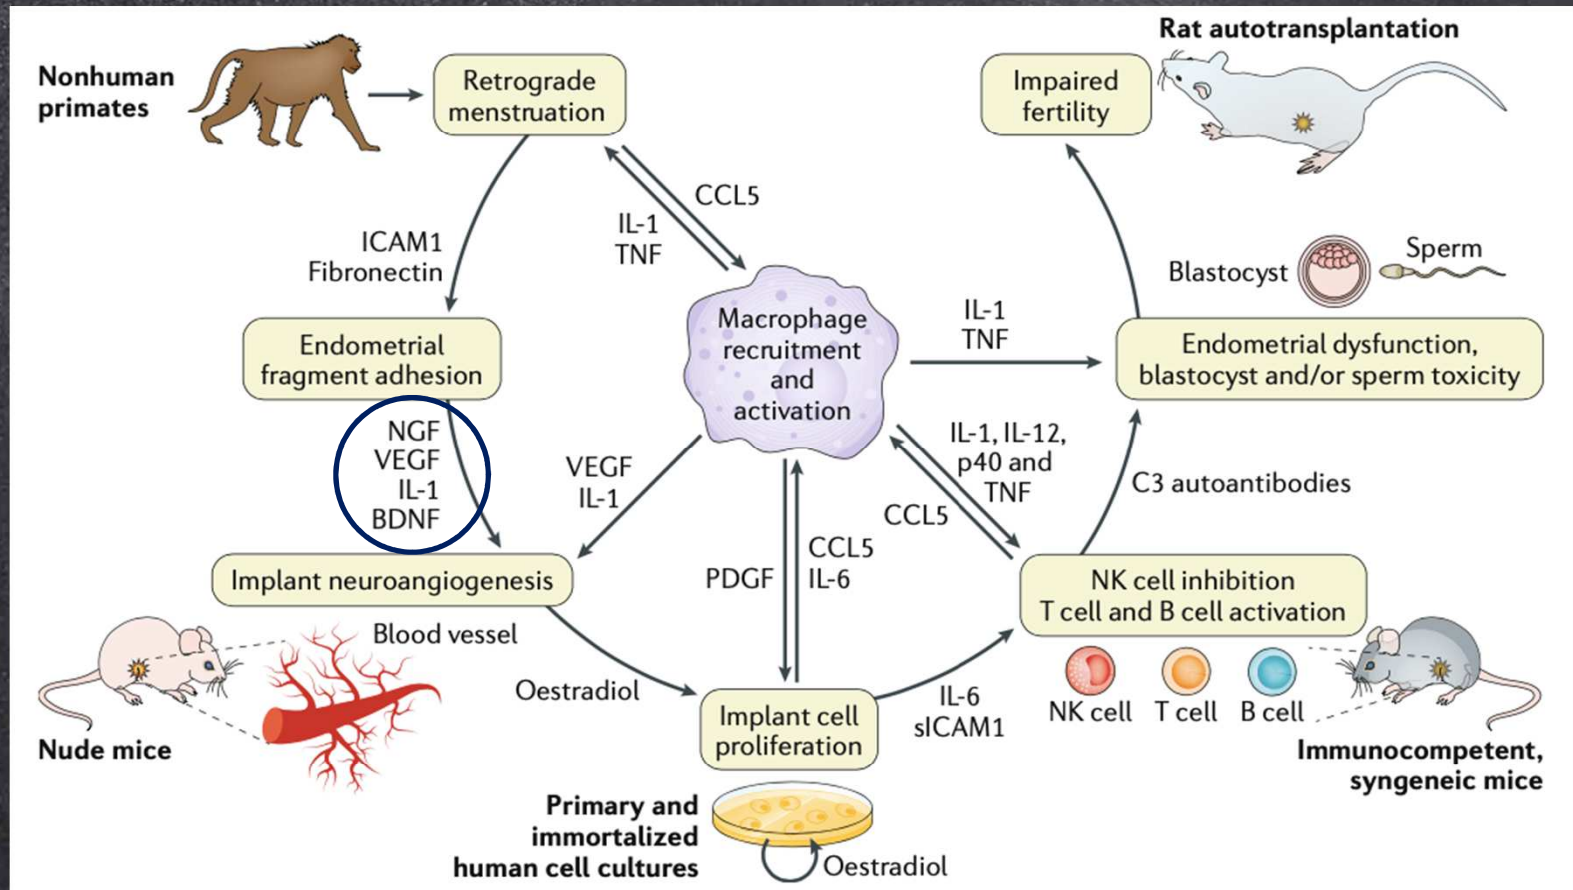 Nonhuman
primates
Retrograde
menstruation
Impaired
fertility
Rat autotransplantation
CCL5
IL-1
TNF
ICAM1
Fibronectin
Blastocyst
Sperm
Endometrial
fragment adhesion
Macrophage
recruitment
and
activation
IL-1
TNF
Endometrial dysfunction,
blastocyst and/or sperm toxicity
NGF
VEGF
IL-1
BDNF
VEGF
IL-1
IL-1, IL-12,
p40 and
TNF
CCL5
C3 autoantibodies
PDGF
CCL5
IL-6
Implant neuroangiogenesis
NK cell inhibition
T cell and B cell activation
Blood vessel
Nude mice
Oestradiol
Implant cell
proliferation
IL-6
sICAM1
NK cell
T cell
B cell
Immunocompetent,
syngeneic mice
Primary and
immortalized
human cell cultures
Oestradiol